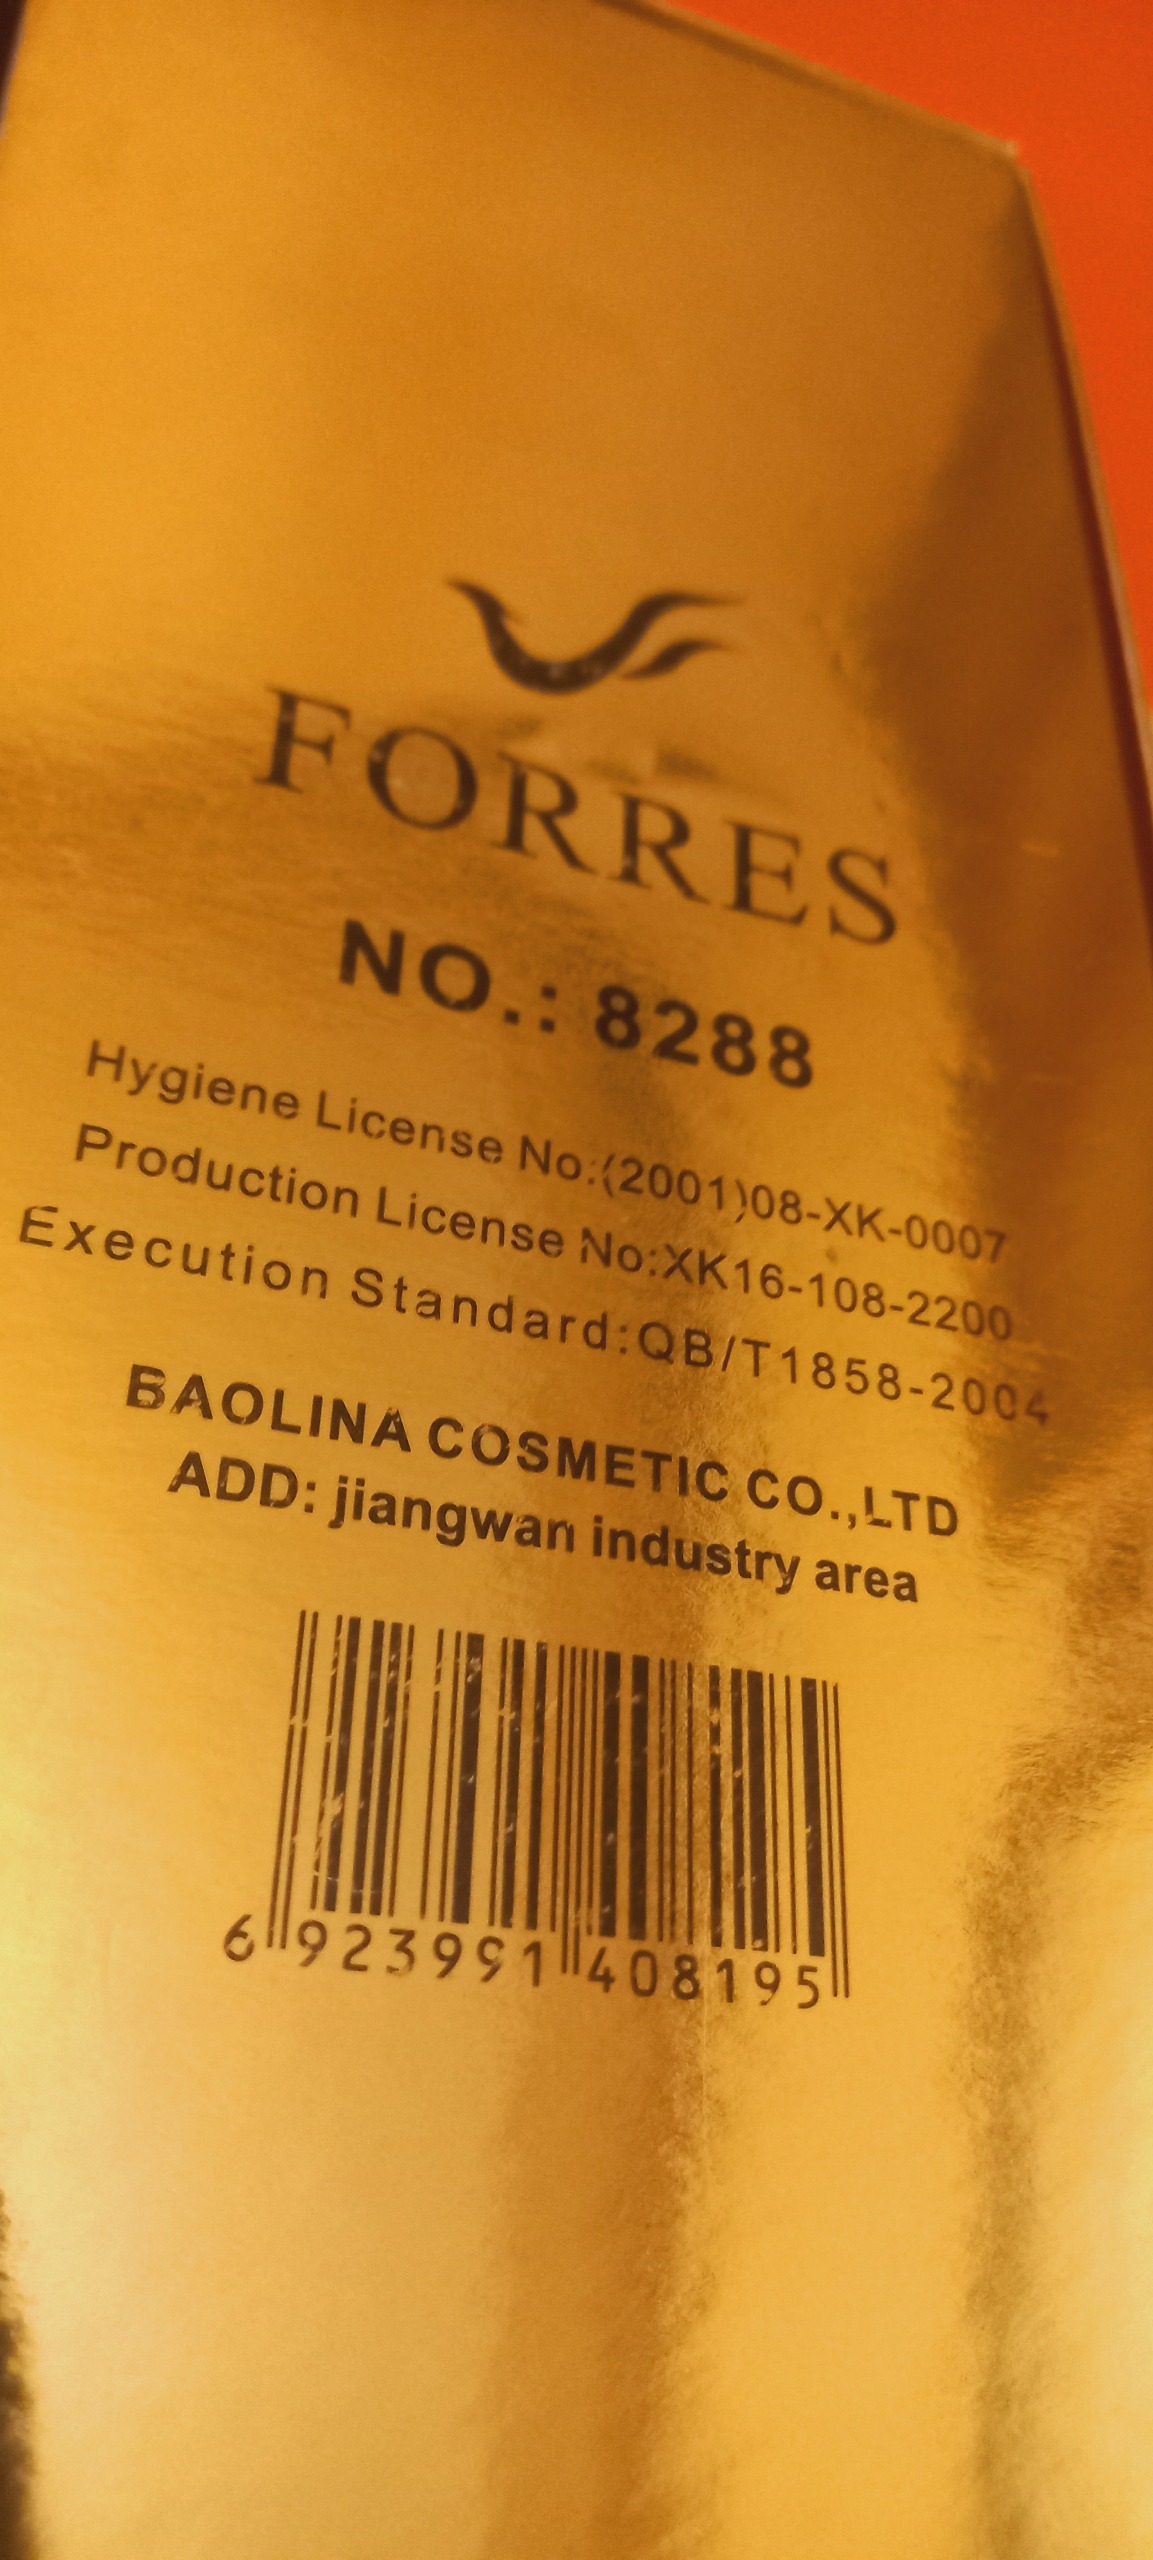 FORRES
NO.: 8288
Hygiene License No:(2001)08-XK-0007
Production License No:XK16-108-2200
Execution Standard:QB/T1858-2004
BAOLINA COSMETIC CO.,LTD
ADD: jiangwan industry area
6 923991 408195